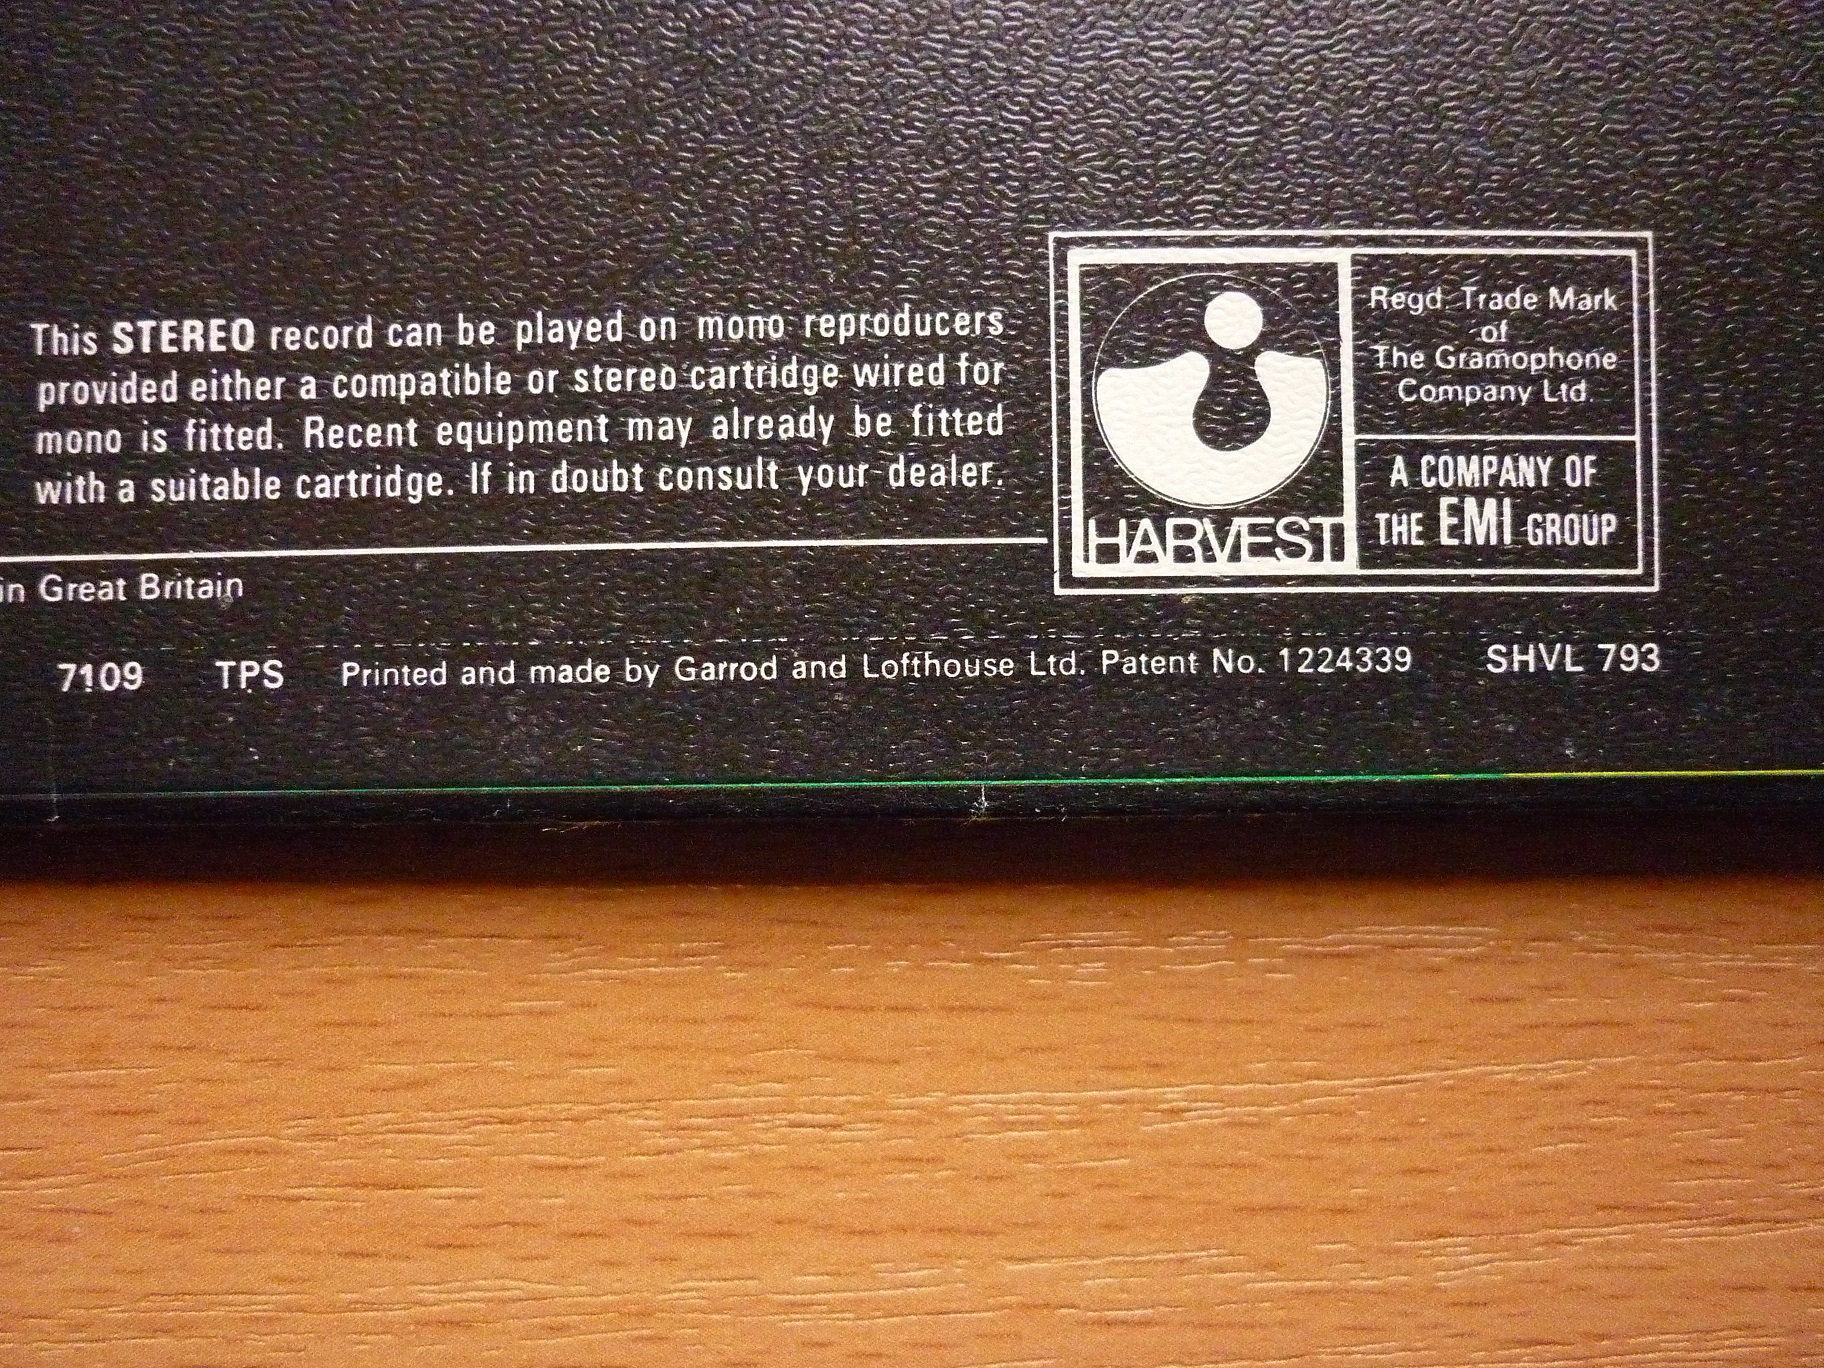 This STEREO record can be played on mono reproducers
provided either a compatible or stereo cartridge wired for
mono is fitted. Recent equipment may already be fitted
with a suitable cartridge. If in doubt consult your dealer.
HARVEST
Regd. Trade Mark
of
The Gramophone
Company Ltd.
A COMPANY OF
THE EMI GROUP
in Great Britain
7109 TPS Printed and made by Garrod and Lofthouse Ltd. Patent No. 1224339 SHVL 793